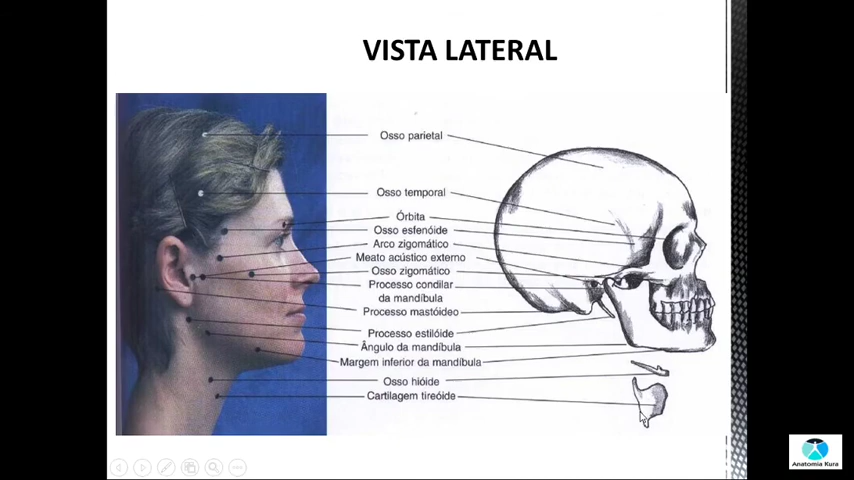 VISTA LATERAL
Osso parietal
Osso temporal
Órbita
Osso esfenóide
Arco zigomático
Meato acústico externo
Osso zigomático
Processo condilar
da mandíbula
Processo mastóideo
Processo estilóide
Ângulo da mandíbula
Margem inferior da mandíbula
Osso hióide
Cartilagem tireóide
Anatomia Kura